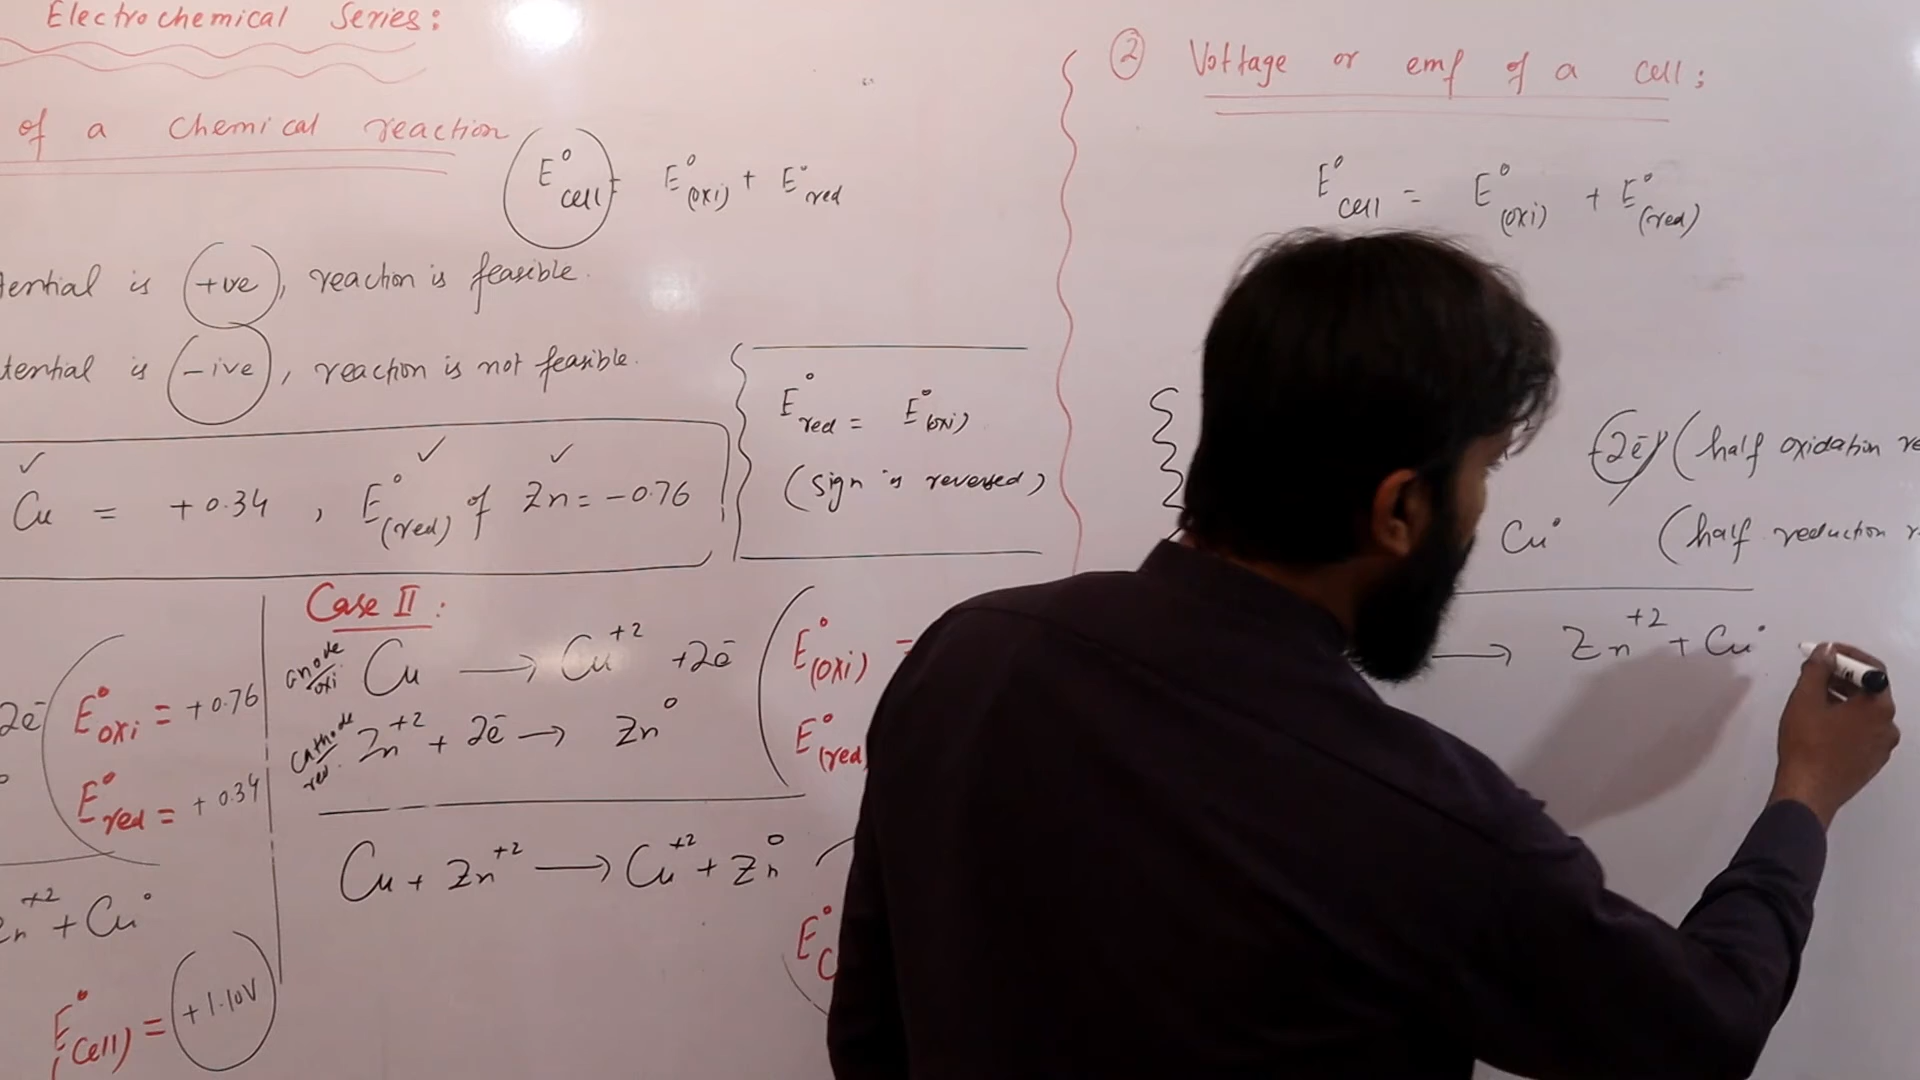 Electrochemical Series:
of a chemical reaction
E°cell = E°(oxi) + E°red
tential is +ve, reaction is feasible.
tential is -ive, reaction is not feasible.
Cu = +0.34, E°(red) of Zn = -0.76
E°red = E°(oxi)
(sign is reversed)
2e⁻
E°oxi = +0.76
E°red = +0.34
+2 + Cu°
E°(cell) = +1.10V
Case II:
anode oxi Cu → Cu+2 + 2e⁻
cathode red. Zn+2 + 2e⁻ → Zn°
Cu + Zn+2 → Cu+2 + Zn°
E°(oxi) =
E°(red)
E°
② Voltage or emf of a cell:
E°cell = E°(oxi) + E°(red)
+2e⁻ (half oxidation re
Cu° (half reduction r
→ Zn+2 + Cu°